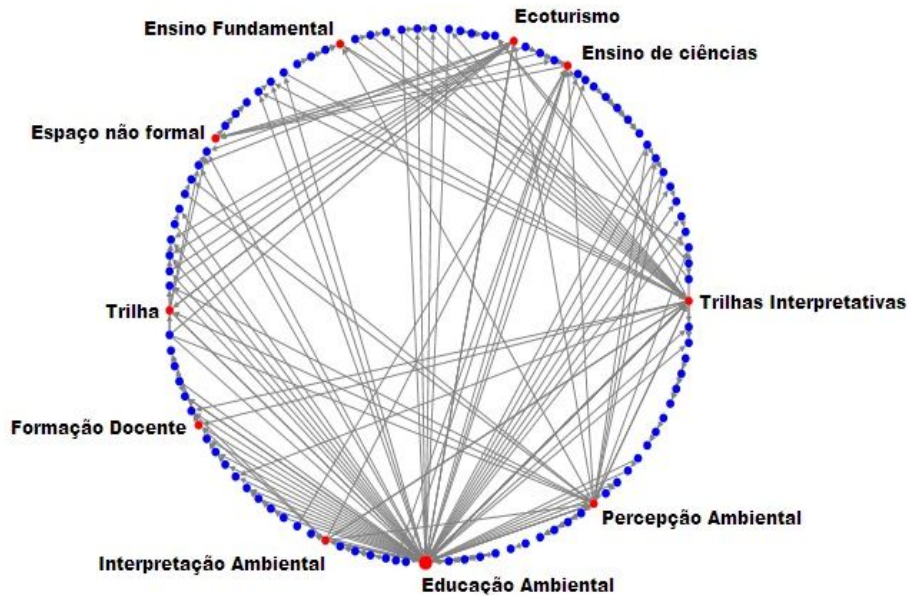 Ecoturismo
Ensino Fundamental
Ensino de ciências
Espaço não formal
Trilhas Interpretativas
Trilha
Formação Docente
Percepção Ambiental
Interpretação Ambiental
Educação Ambiental